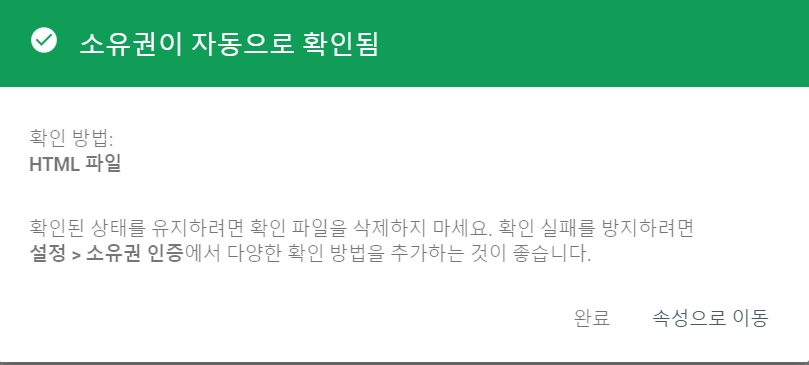 소유권이 자동으로 확인됨
확인 방법:
HTML 파일
확인된 상태를 유지하려면 확인 파일을 삭제하지 마세요. 확인 실패를 방지하려면
설정 > 소유권 인증에서 다양한 확인 방법을 추가하는 것이 좋습니다.
완료 속성으로 이동